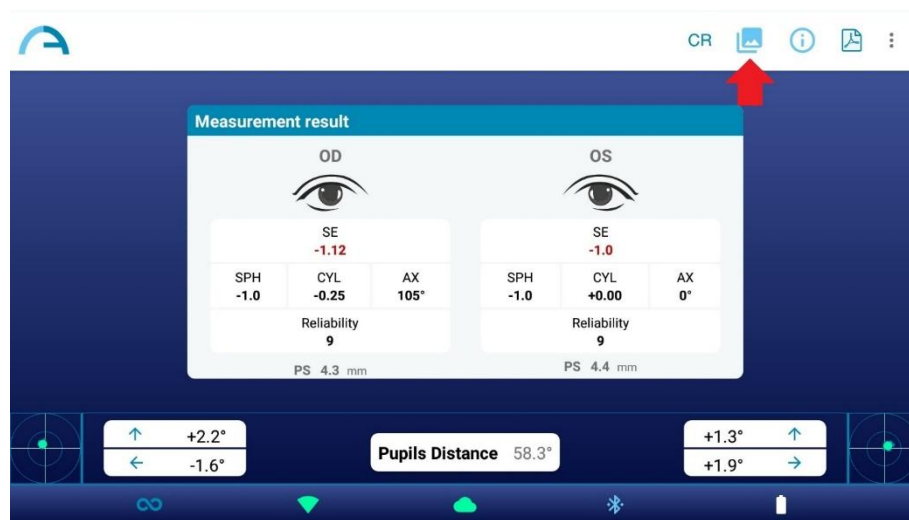 CR
Measurement result
OD OS
SE SE
-1.12 -1.0
SPH CYL AX SPH CYL AX
-1.0 -0.25 105° -1.0 +0.00 0°
Reliability Reliability
9 9
PS 4.3 mm PS 4.4 mm
+2.2° +1.3°
Pupils Distance 58.3°
-1.6° +1.9°